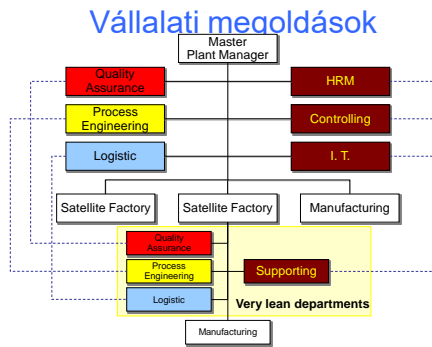 Vállalati megoldások
Master
Plant Manager
Quality
Assurance
HRM
Process
Engineering
Controlling
Logistic
I. T.
Satellite Factory
Satellite Factory
Manufacturing
Quality
Assurance
Process
Engineering
Supporting
Logistic
Very lean departments
Manufacturing